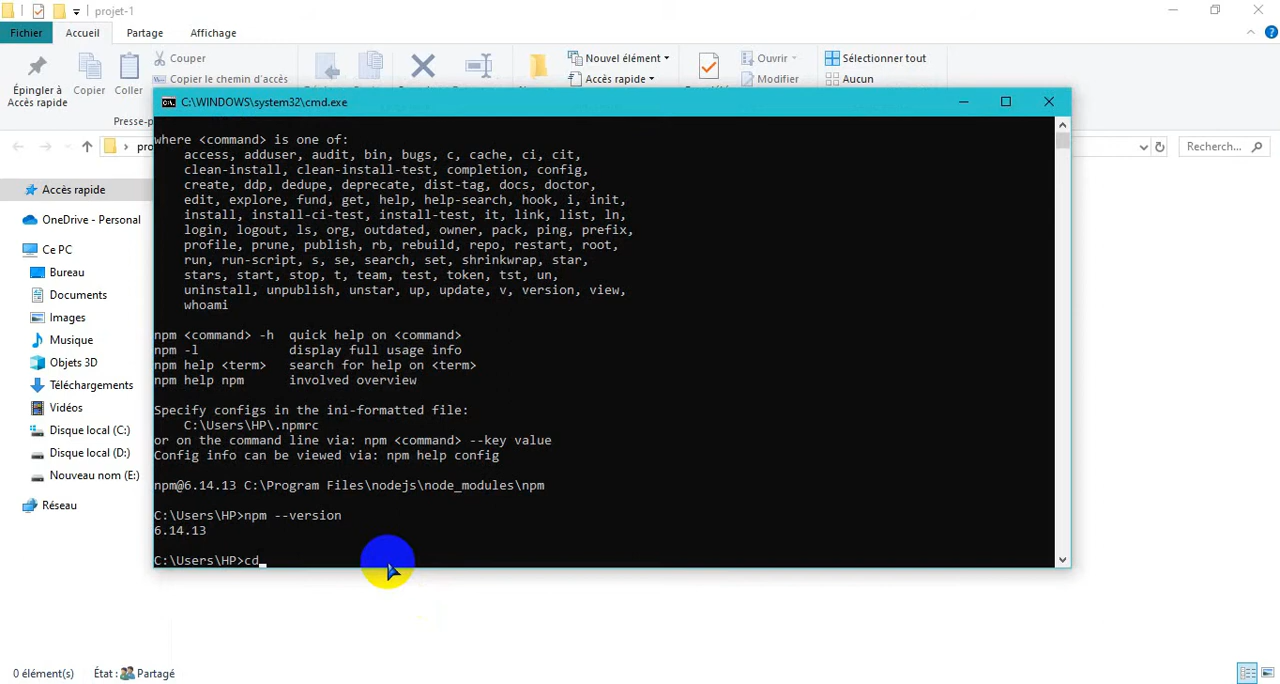 projet-1
Fichier
Accueil
Partage
Affichage
Épingler à
Accès rapide
Copier
Coller
Couper
Copier le chemin d'accès
Nouvel élément
Accès rapide
Ouvrir
Modifier
Sélectionner tout
Aucun
C:\WINDOWS\system32\cmd.exe
where <command> is one of:
access, adduser, audit, bin, bugs, c, cache, ci, cit,
clean-install, clean-install-test, completion, config,
create, ddp, dedupe, deprecate, dist-tag, docs, doctor,
edit, explore, fund, get, help, help-search, hook, i, init,
install, install-ci-test, install-test, it, link, list, ln,
login, logout, ls, org, outdated, owner, pack, ping, prefix,
profile, prune, publish, rb, rebuild, repo, restart, root,
run, run-script, s, se, search, set, shrinkwrap, star,
stars, start, stop, t, team, test, token, tst, un,
uninstall, unpublish, unstar, up, update, v, version, view,
whoami
npm <command> -h quick help on <command>
npm -l display full usage info
npm help <term> search for help on <term>
npm help npm involved overview
Specify configs in the ini-formatted file:
C:\Users\HP\.npmrc
or on the command line via: npm <command> --key value
Config info can be viewed via: npm help config
npm@6.14.13 C:\Program Files\nodejs\node_modules\npm
C:\Users\HP>npm --version
6.14.13
C:\Users\HP>cd
Recherch...
Accès rapide
OneDrive - Personal
Ce PC
Bureau
Documents
Images
Musique
Objets 3D
Téléchargements
Vidéos
Disque local (C:)
Disque local (D:)
Nouveau nom (E:)
Réseau
0 élément(s)
État :
Partagé